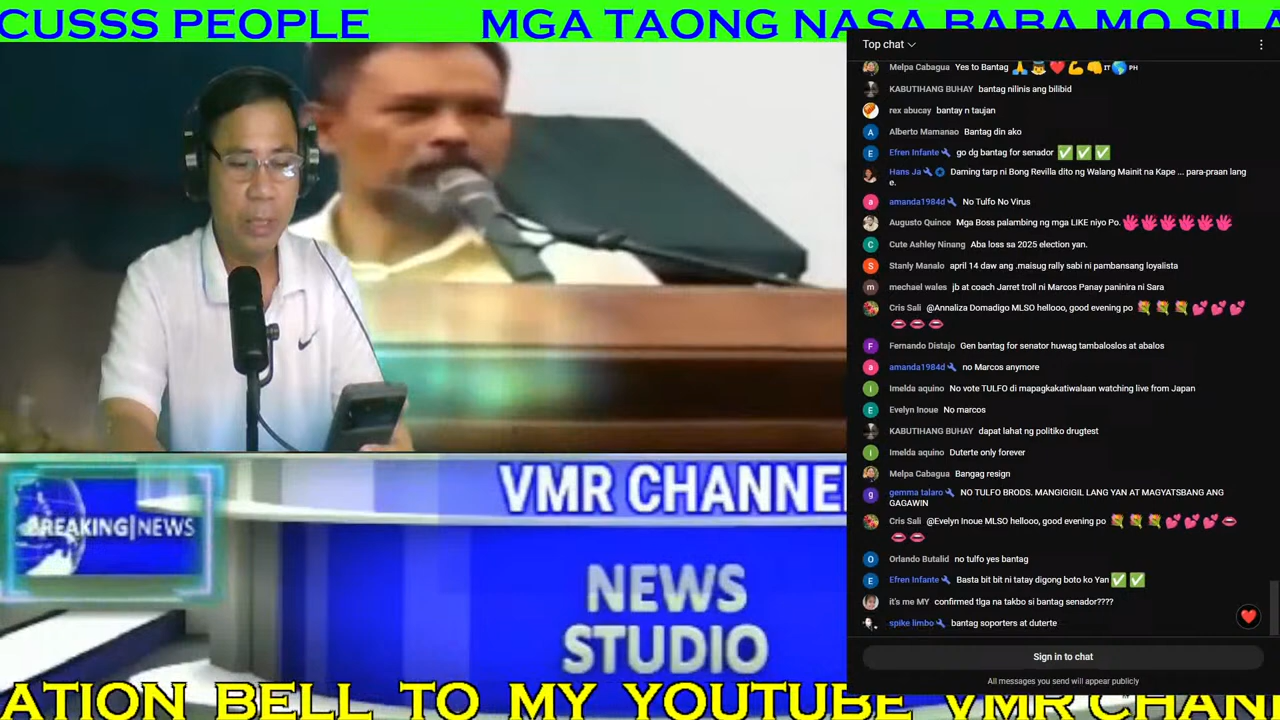 CUSSS PEOPLE MGA TAONG NASA BABA MO SILA
Top chat
Melpa Cabagua Yes to Bantag 🙏👼❤️💪👊IT🌎PH
KABUTIHANG BUHAY bantag nilinis ang bilibid
rex abucay bantay n taujan
A Alberto Mamanao Bantag din ako
E Efren Infante go dg bantag for senador ✅✅✅
Hans Ja Daming tarp ni Bong Revilla dito ng Walang Mainit na Kape ... para-praan lang
e.
a amanda1984d No Tulfo No Virus
Augusto Quince Mga Boss palambing ng mga LIKE niyo Po.
C Cute Ashley Ninang Aba loss sa 2025 election yan.
S Stanly Manalo april 14 daw ang .maisug rally sabi ni pambansang loyalista
m mechael wales jb at coach Jarret troll ni Marcos Panay paninira ni Sara
Cris Sali @Annaliza Domadigo MLSO hellooo, good evening po 💐💐💐💕💕💕
👄👄👄
F Fernando Distajo Gen bantag for senator huwag tambaloslos at abalos
a amanda1984d no Marcos anymore
i Imelda aquino No vote TULFO di mapagkakatiwalaan watching live from Japan
E Evelyn Inoue No marcos
KABUTIHANG BUHAY dapat lahat ng politiko drugtest
i Imelda aquino Duterte only forever
Melpa Cabagua Bangag resign
g gemma talaro NO TULFO BRODS. MANGIGIGIL LANG YAN AT MAGYATSBANG ANG
GAGAWIN
Cris Sali @Evelyn Inoue MLSO hellooo, good evening po 💐💐💐💕💕💕👄
👄👄
O Orlando Butalid no tulfo yes bantag
E Efren Infante Basta bit bit ni tatay digong boto ko Yan ✅✅
it's me MY confirmed tlga na takbo si bantag senador????
spike limbo bantag soporters at duterte
Sign in to chat
All messages you send will appear publicly
VMR CHANNE
BREAKING|NEWS
NEWS
STUDIO
ATION BELL TO MY YOUTUBE VMR CHANN